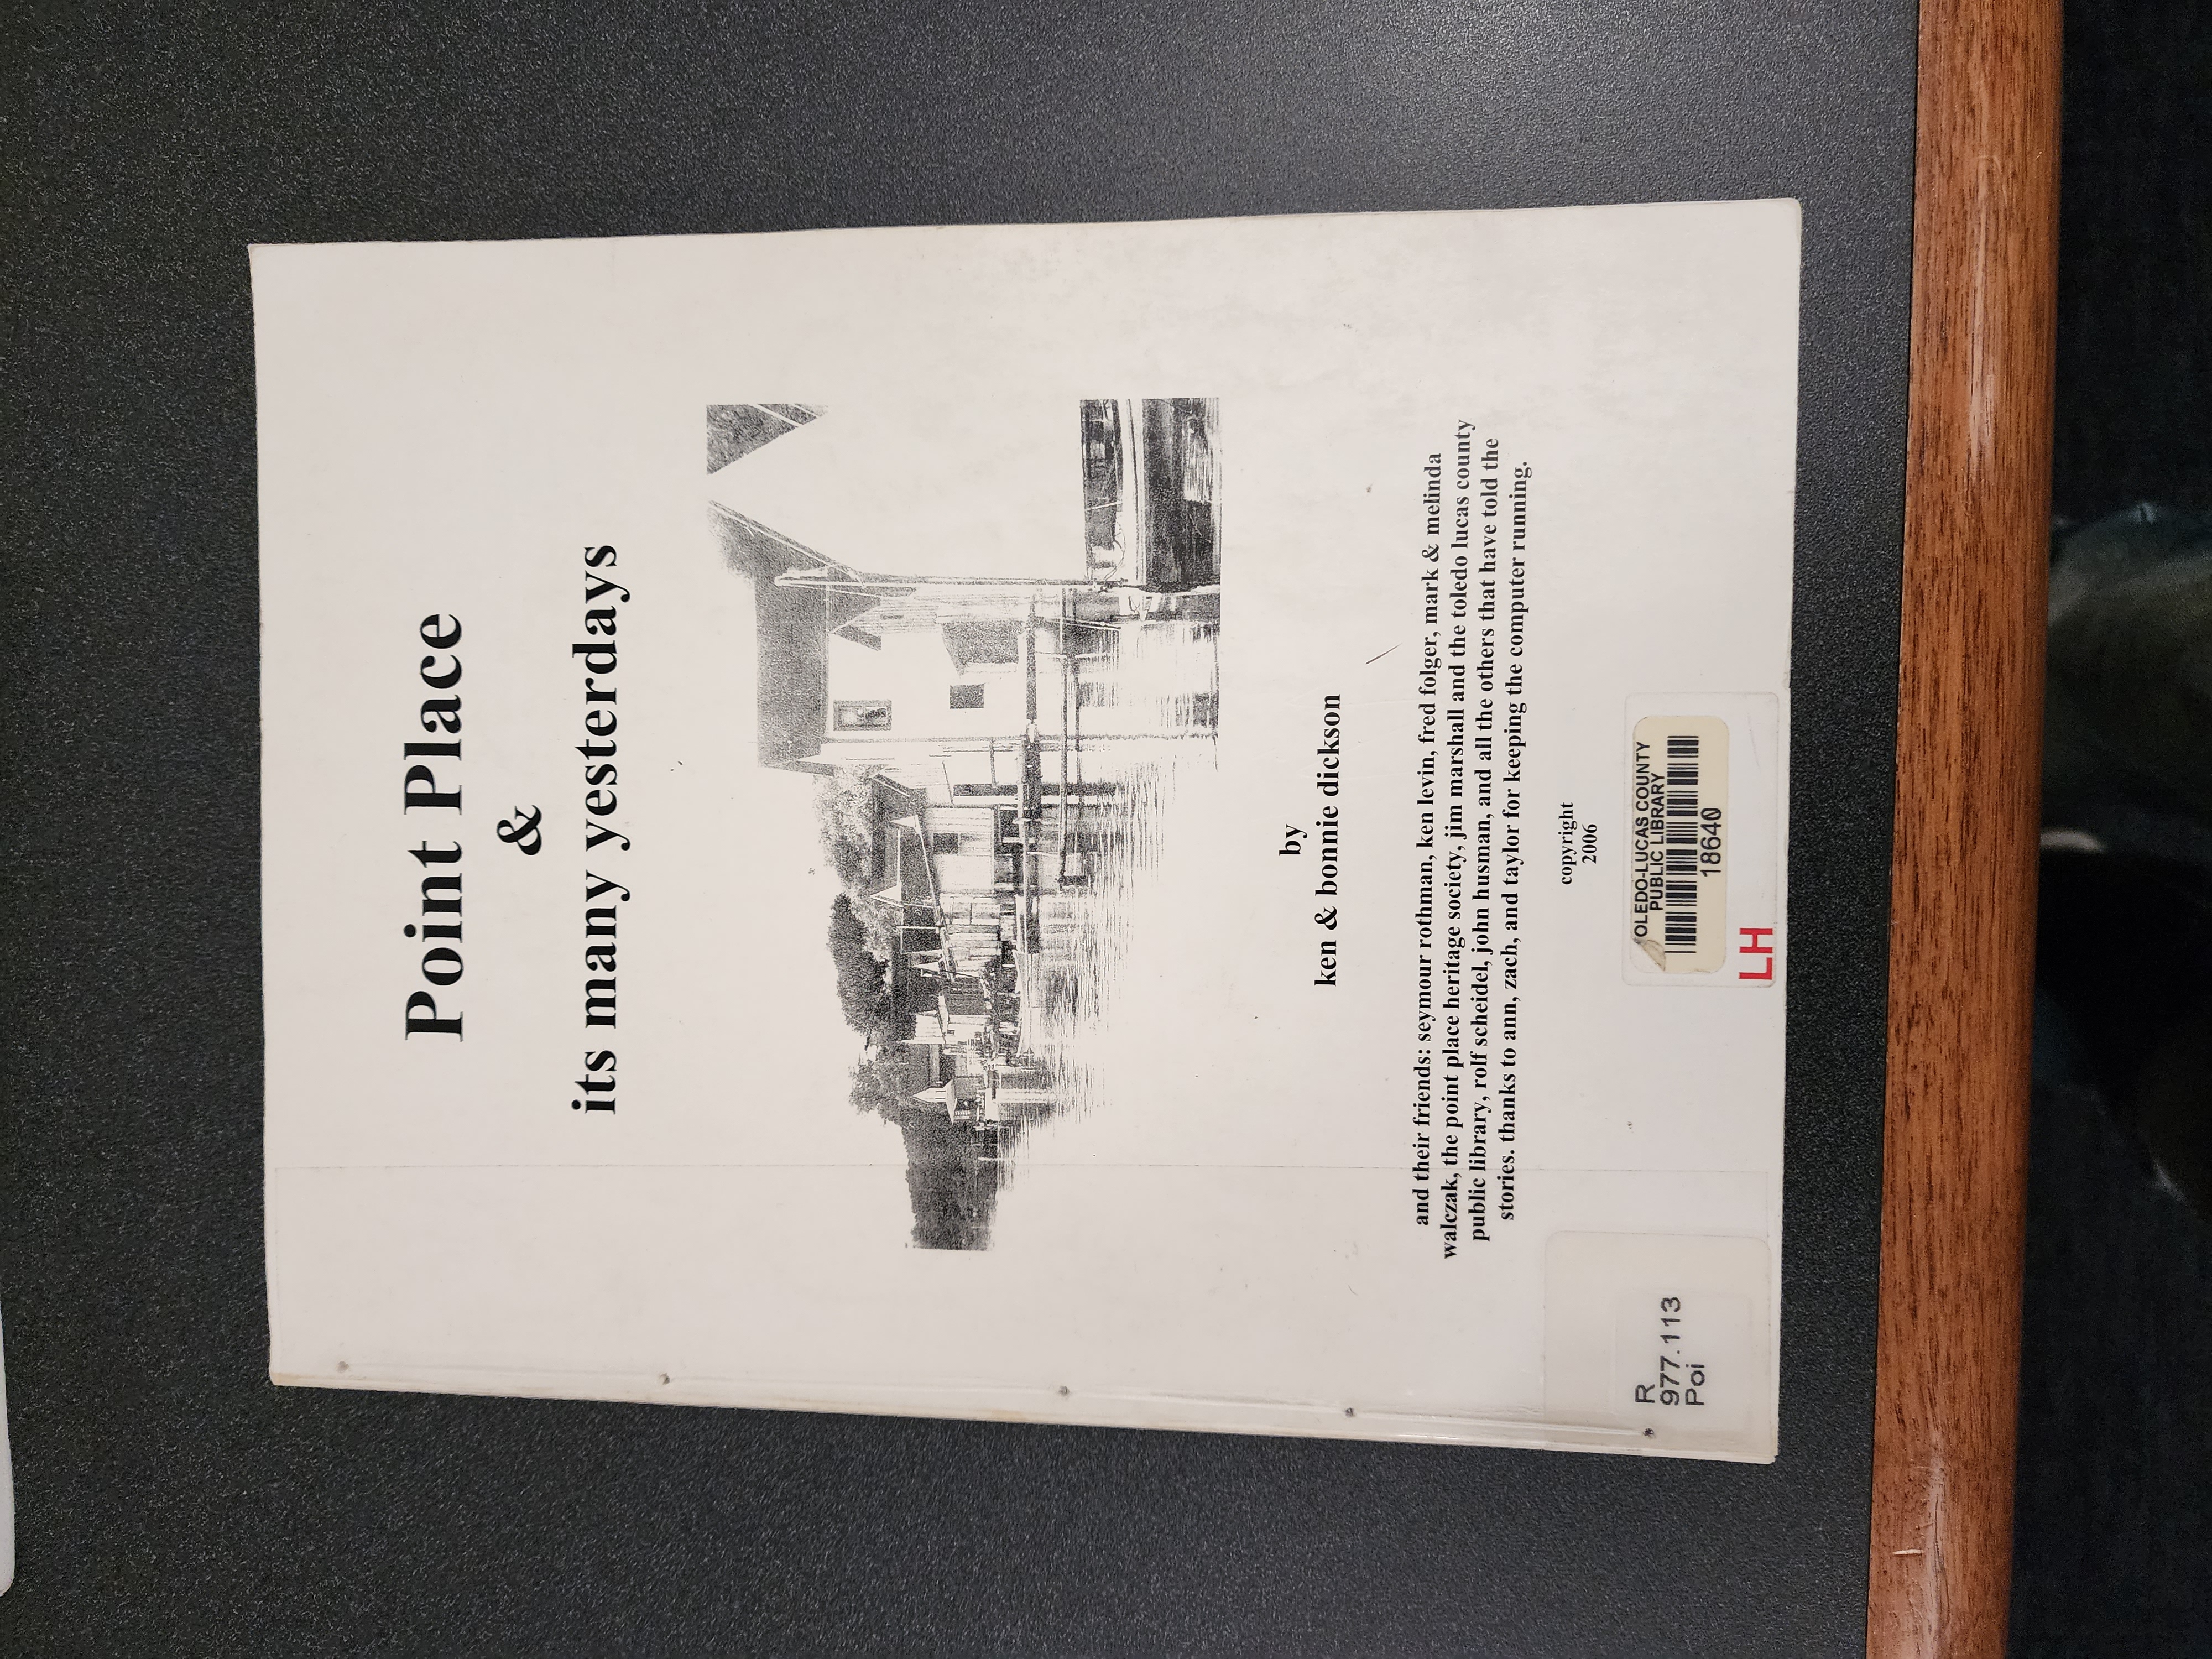 Point Place
&
its many yesterdays
by
ken & bonnie dickson
and their friends: seymour rothman, ken levin, fred folger, mark & melinda
walczak, the point place heritage society, jim marshall and the toledo lucas county
public library, rolf scheidel, john husman, and all the others that have told the
stories. thanks to ann, zach, and taylor for keeping the computer running.
copyright
2006
OLEDO-LUCAS COUNTY
PUBLIC LIBRARY
18640
LH
R
977.113
Poi